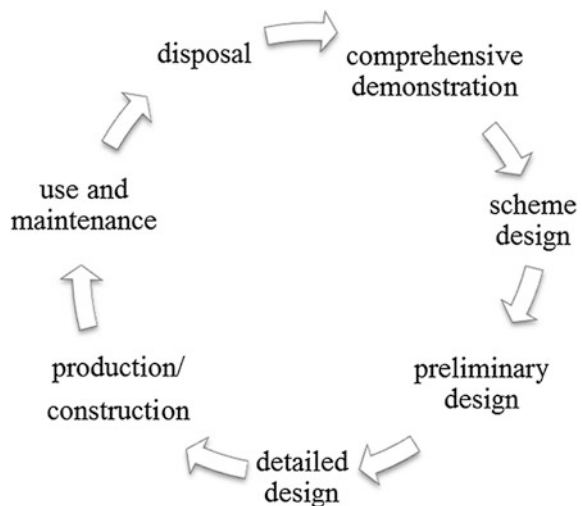 disposal
comprehensive
demonstration
scheme
design
preliminary
design
detailed
design
production/
construction
use and
maintenance